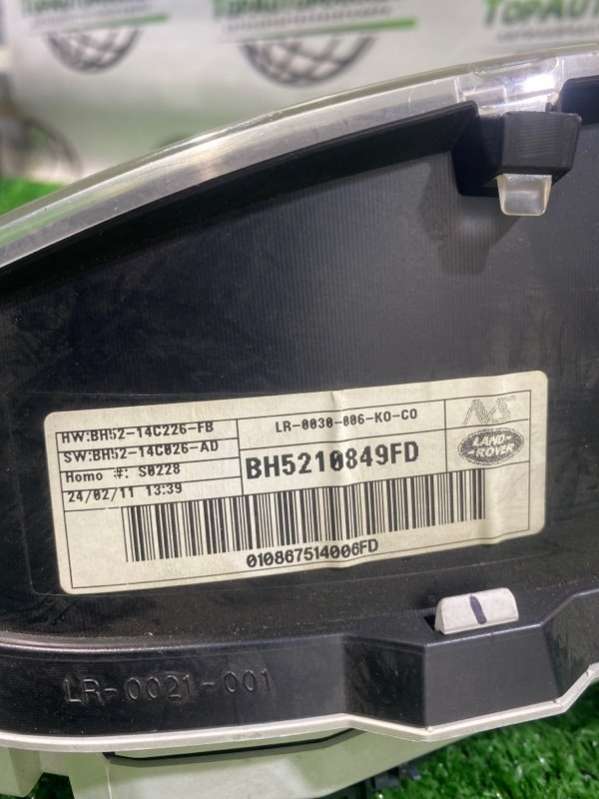 TOPAUTO
HW:BH52-14C226-FB
SW:BH52-14C026-AD
Homo #: S0228
24/02/11 13:39
LR-0030-006-KO-CO
BH5210849FD
LAND-
ROVER
010867514006FD
LR-0021-001